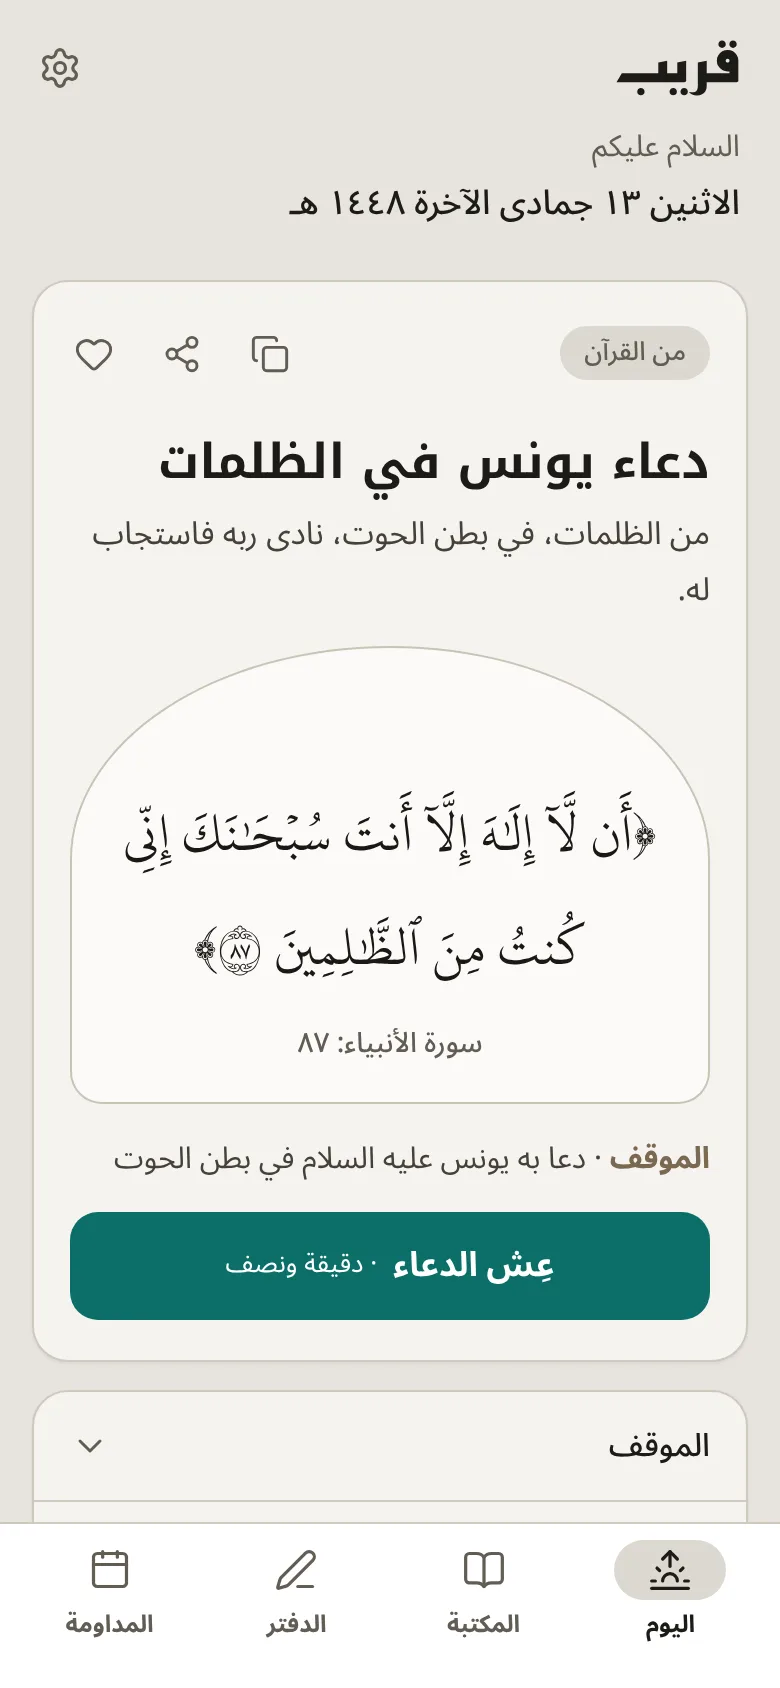 قريب
السلام عليكم
الاثنين ١٣ جمادى الآخرة ١٤٤٨ هـ
من القرآن
دعاء يونس في الظلمات
من الظلمات، في بطن الحوت، نادى ربه فاستجاب
له.
﴿أَن لَّآ إِلَـٰهَ إِلَّآ أَنتَ سُبْحَـٰنَكَ إِنِّى
كُنتُ مِنَ ٱلظَّـٰلِمِينَ ٨٧﴾
سورة الأنبياء: ٨٧
الموقف · دعا به يونس عليه السلام في بطن الحوت
عِش الدعاء · دقيقة ونصف
الموقف
اليوم
المكتبة
الدفتر
المداومة